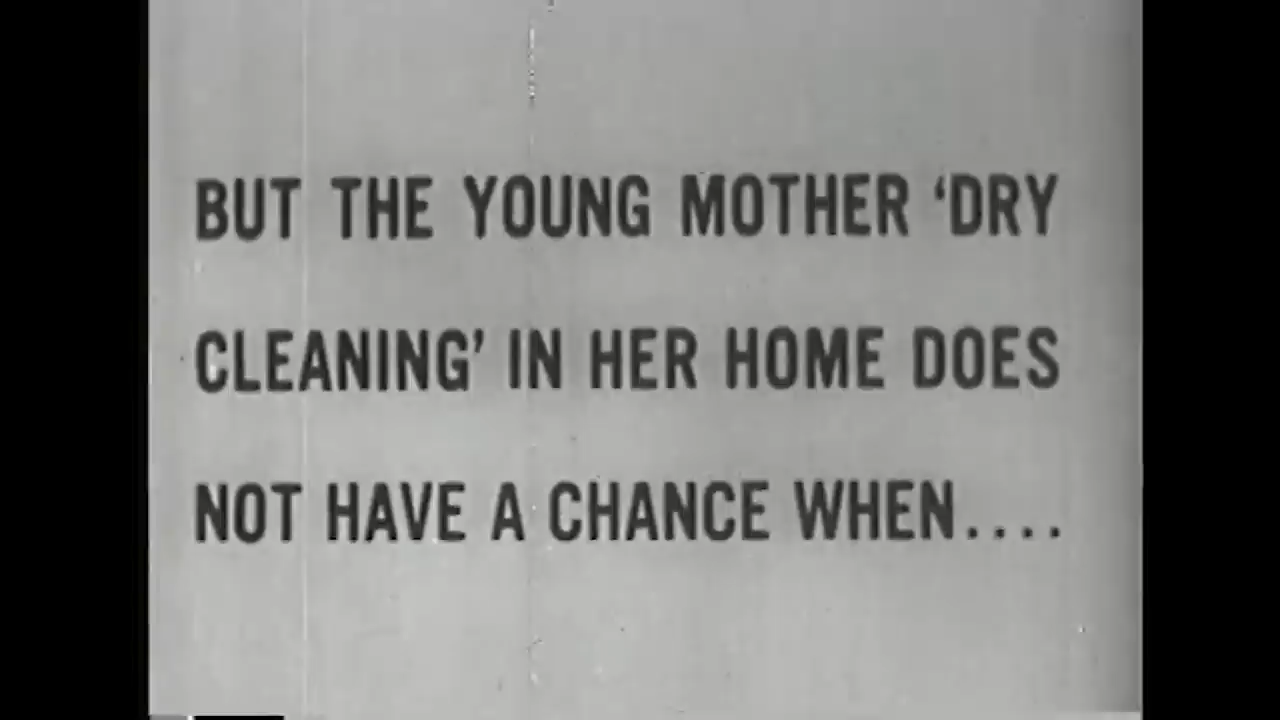 BUT THE YOUNG MOTHER ‘DRY
CLEANING’ IN HER HOME DOES
NOT HAVE A CHANCE WHEN....